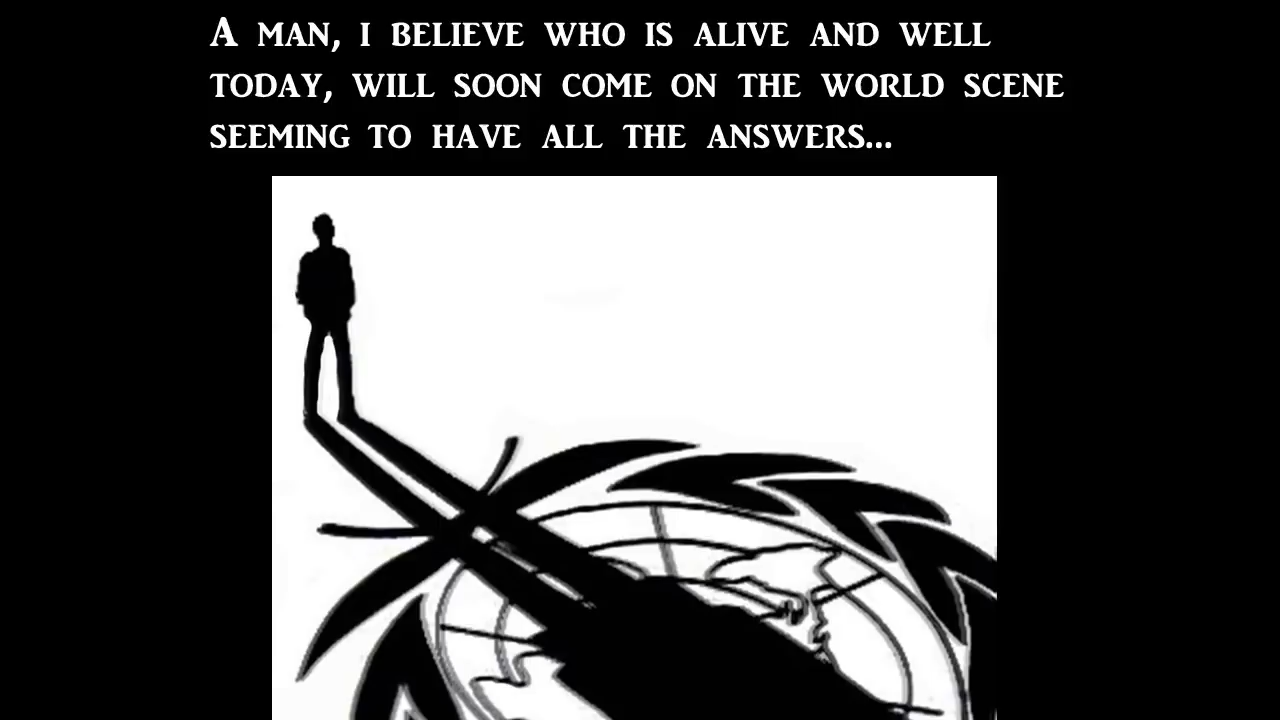 A MAN, I BELIEVE WHO IS ALIVE AND WELL
TODAY, WILL SOON COME ON THE WORLD SCENE
SEEMING TO HAVE ALL THE ANSWERS...